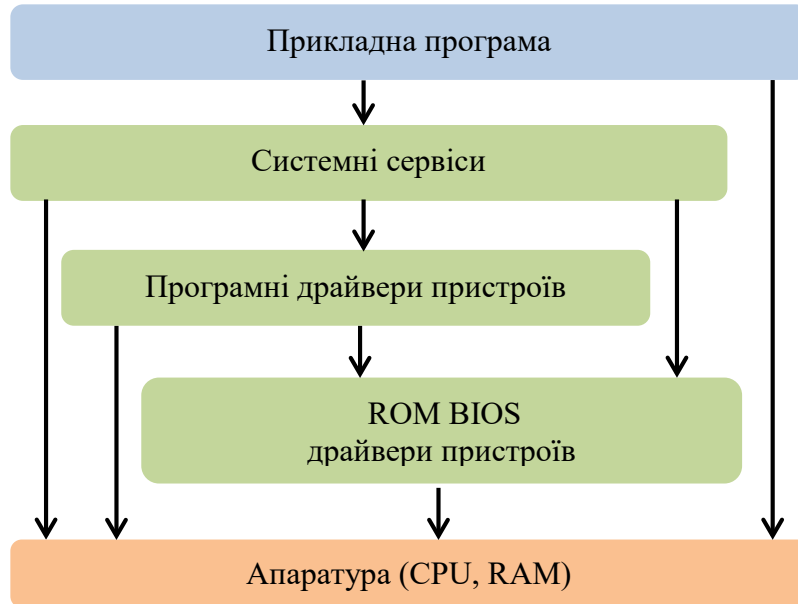 Прикладна програма
Системні сервіси
Програмні драйвери пристроїв
ROM BIOS
драйвери пристроїв
Апаратура (CPU, RAM)